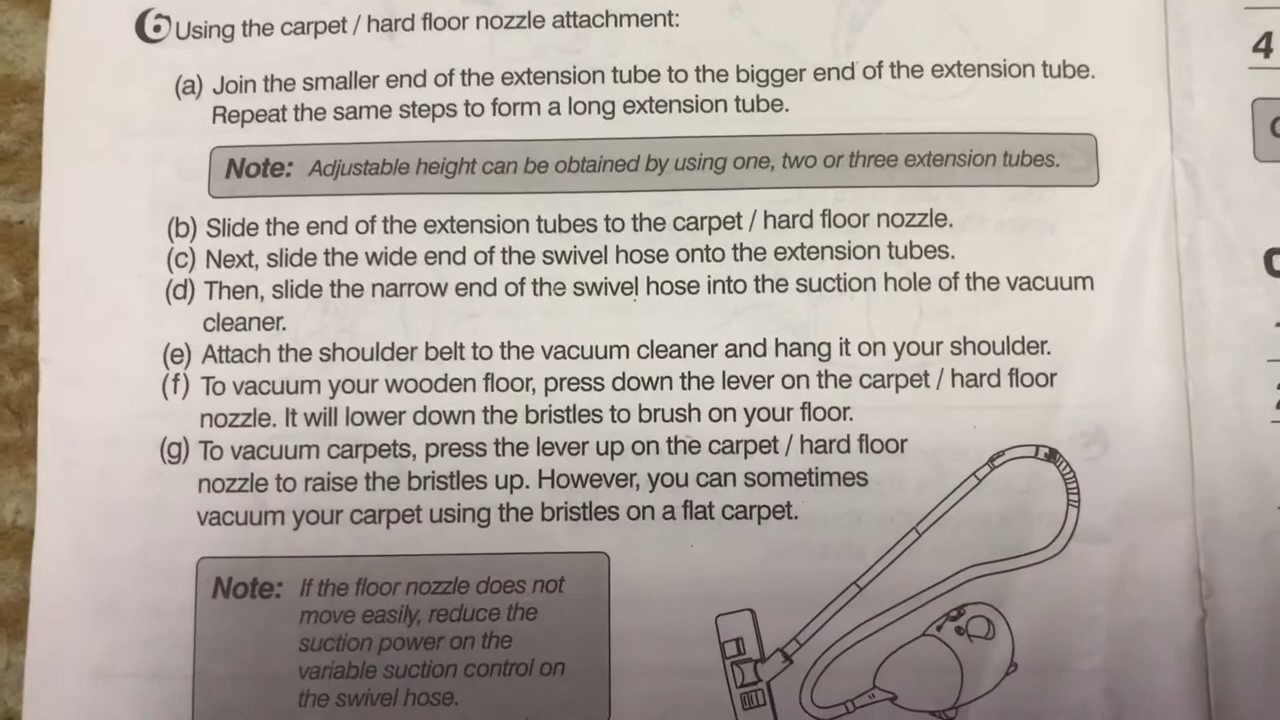 6 Using the carpet / hard floor nozzle attachment:
(a) Join the smaller end of the extension tube to the bigger end of the extension tube.
Repeat the same steps to form a long extension tube.
Note: Adjustable height can be obtained by using one, two or three extension tubes.
(b) Slide the end of the extension tubes to the carpet / hard floor nozzle.
(c) Next, slide the wide end of the swivel hose onto the extension tubes.
(d) Then, slide the narrow end of the swivel hose into the suction hole of the vacuum
cleaner.
(e) Attach the shoulder belt to the vacuum cleaner and hang it on your shoulder.
(f) To vacuum your wooden floor, press down the lever on the carpet / hard floor
nozzle. It will lower down the bristles to brush on your floor.
(g) To vacuum carpets, press the lever up on the carpet / hard floor
nozzle to raise the bristles up. However, you can sometimes
vacuum your carpet using the bristles on a flat carpet.
Note: If the floor nozzle does not
move easily, reduce the
suction power on the
variable suction control on
the swivel hose.
4